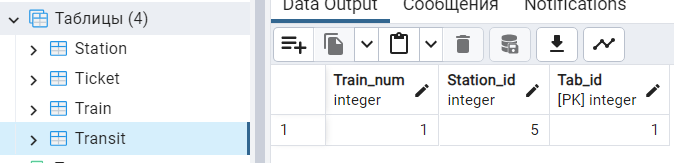 Таблицы (4)
Station
Ticket
Train
Transit
Data Output Сообщения Notifications
Train_num Station_id Tab_id
integer integer [PK] integer
1 1 5 1